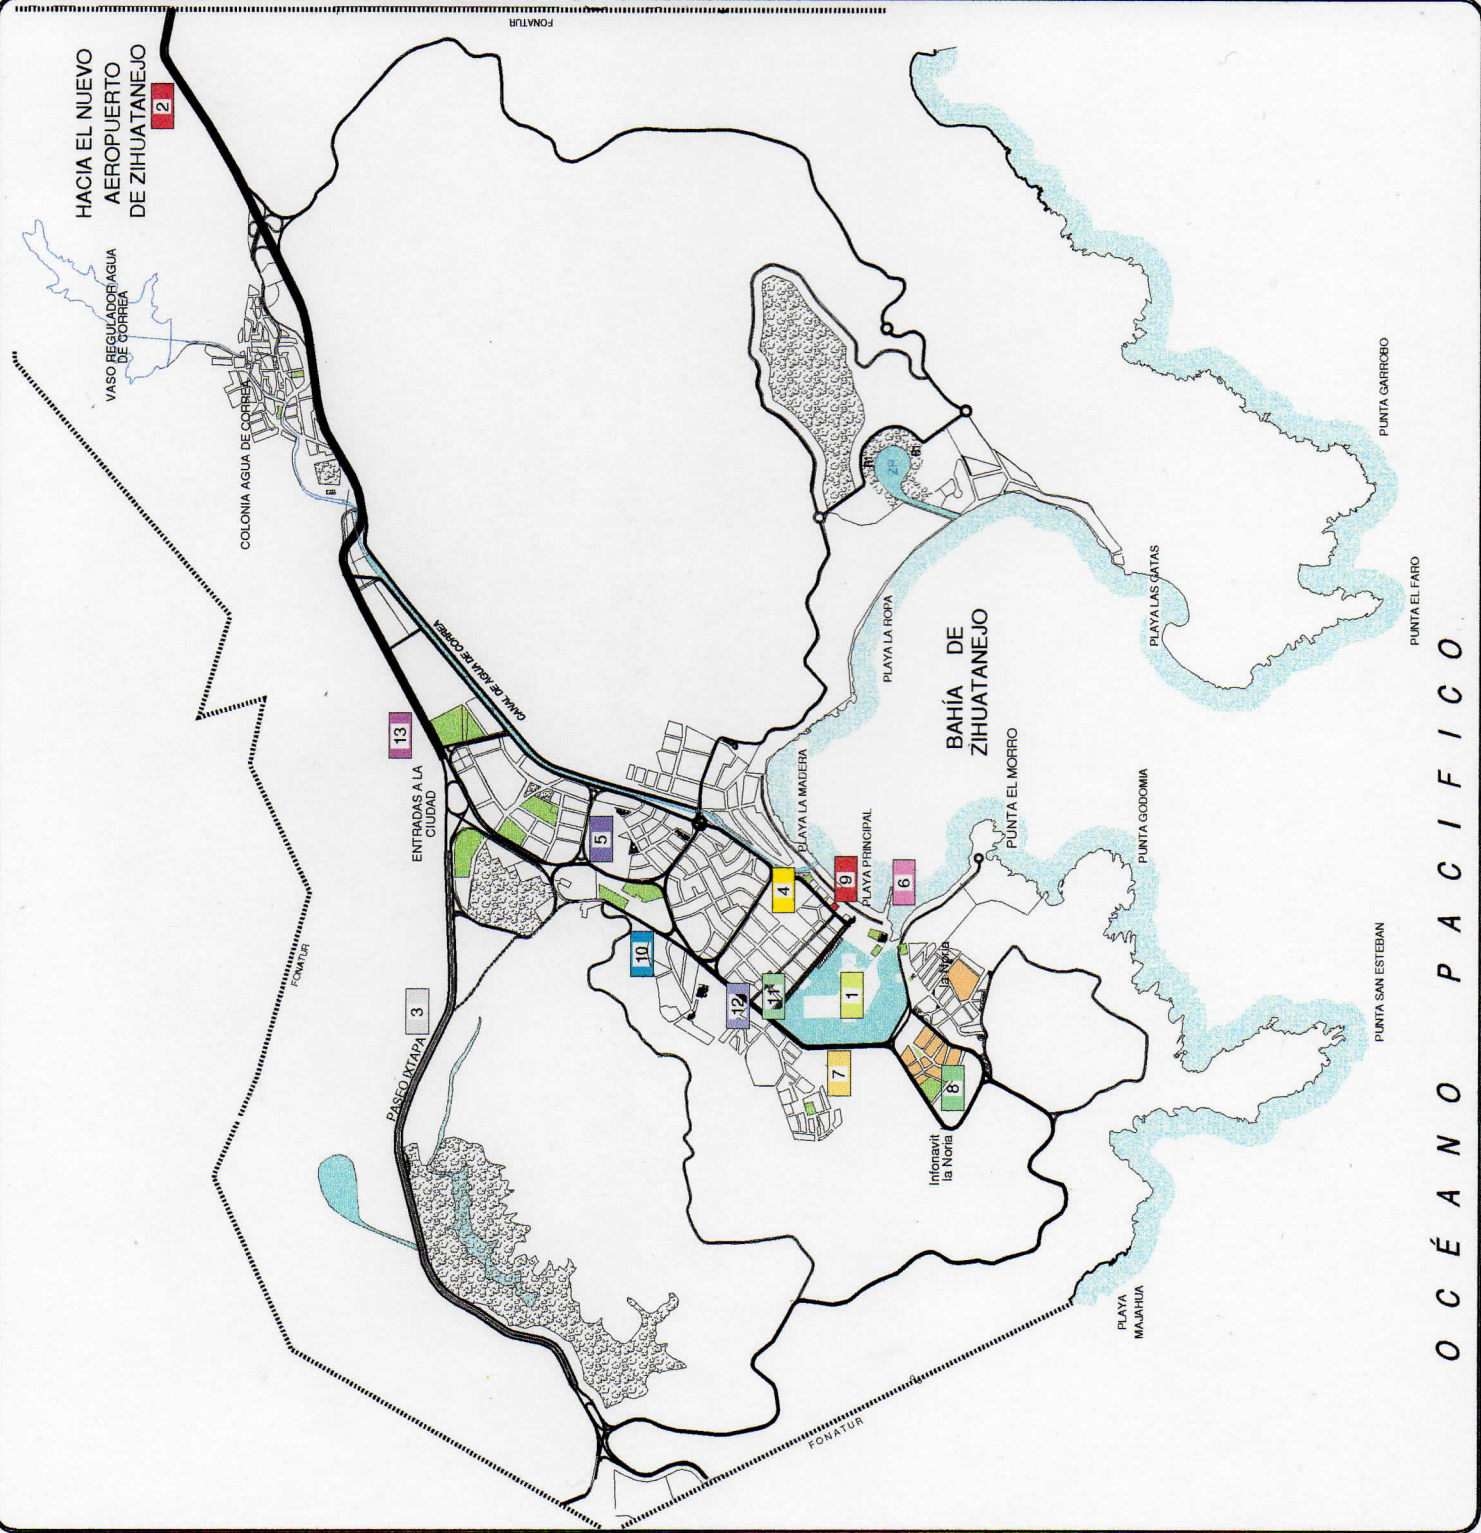 FONATUR
HACIA EL NUEVO
AEROPUERTO
DE ZIHUATANEJO
2
VASO REGULADOR AGUA
DE CORREA
COLONIA AGUA DE CORREA
CANAL DE AGUA DE CORREA
13
ENTRADAS A LA
CIUDAD
FONATUR
3
PASEO IXTAPA
5
10
4
12
11
1
7
9
6
8
PLAYA PRINCIPAL
PLAYA LA MADERA
PLAYA LA ROPA
BAHÍA DE
ZIHUATANEJO
PLAYA LAS GATAS
PUNTA GARROBO
PUNTA EL FARO
PUNTA EL MORRO
PUNTA GODOMIA
PUNTA SAN ESTEBAN
la Noria
Infonavit
la Noria
PLAYA
MAJAHUA
FONATUR
OCÉANO PACIFICO